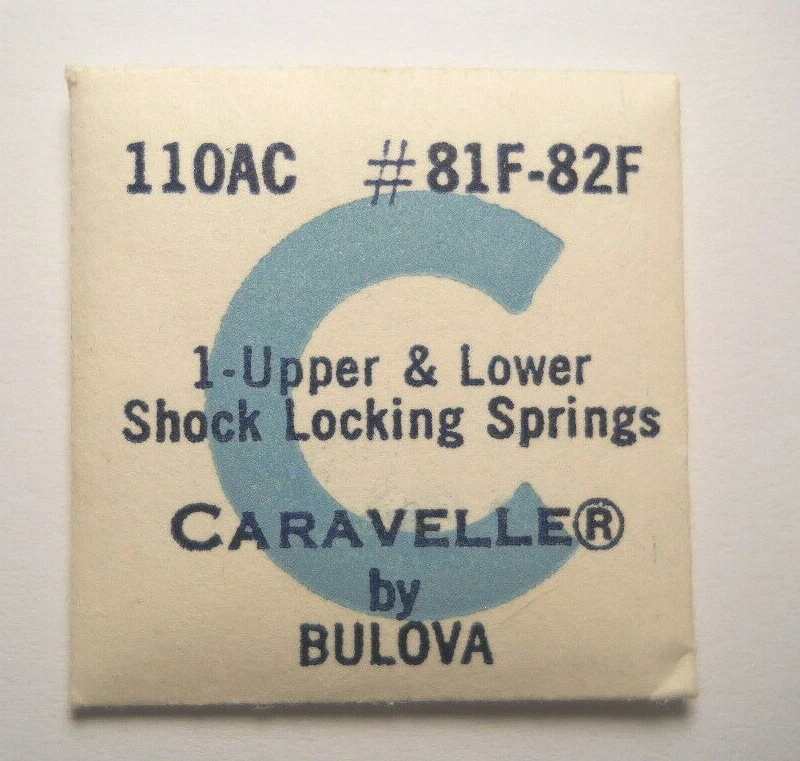 110AC #81F-82F
1-Upper & Lower
Shock Locking Springs
CARAVELLE®
by
BULOVA